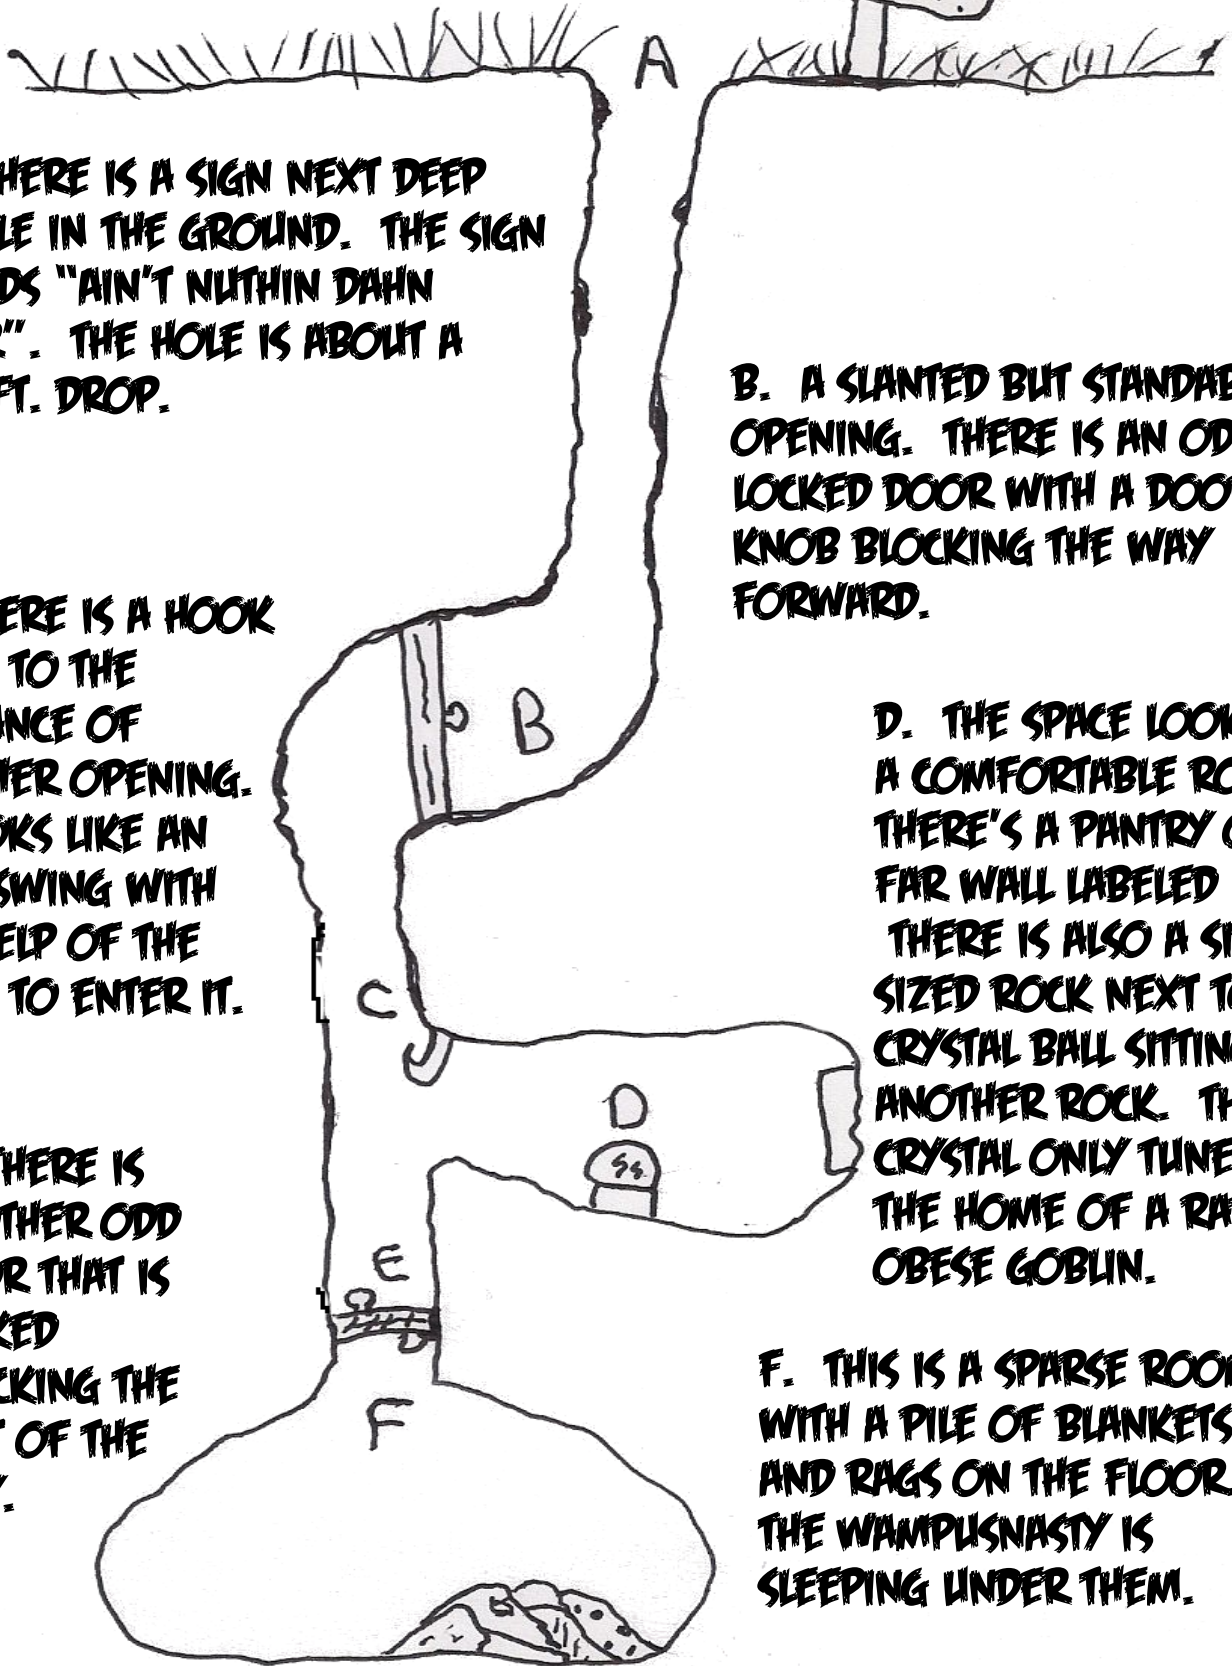 A
HERE IS A SIGN NEXT DEEP
LE IN THE GROUND. THE SIGN
DS "AIN'T NUTHIN DAHN
". THE HOLE IS ABOUT A
FT. DROP.
B. A SLANTED BUT STANDAB
OPENING. THERE IS AN OD
LOCKED DOOR WITH A DOO
KNOB BLOCKING THE WAY
FORWARD.
B
ERE IS A HOOK
TO THE
NCE OF
HER OPENING.
OKS LIKE AN
SWING WITH
ELP OF THE
TO ENTER IT.
C
D. THE SPACE LOO
A COMFORTABLE RO
THERE'S A PANTRY
FAR WALL LABELED
THERE IS ALSO A SI
SIZED ROCK NEXT T
CRYSTAL BALL SITTIN
ANOTHER ROCK. TH
CRYSTAL ONLY TUNE
THE HOME OF A RA
OBESE GOBLIN.
D
HERE IS
THER ODD
R THAT IS
KED
CKING THE
OF THE
E
F. THIS IS A SPARSE ROO
WITH A PILE OF BLANKETS
AND RAGS ON THE FLOOR.
THE WAMPUSNASTY IS
SLEEPING UNDER THEM.
F